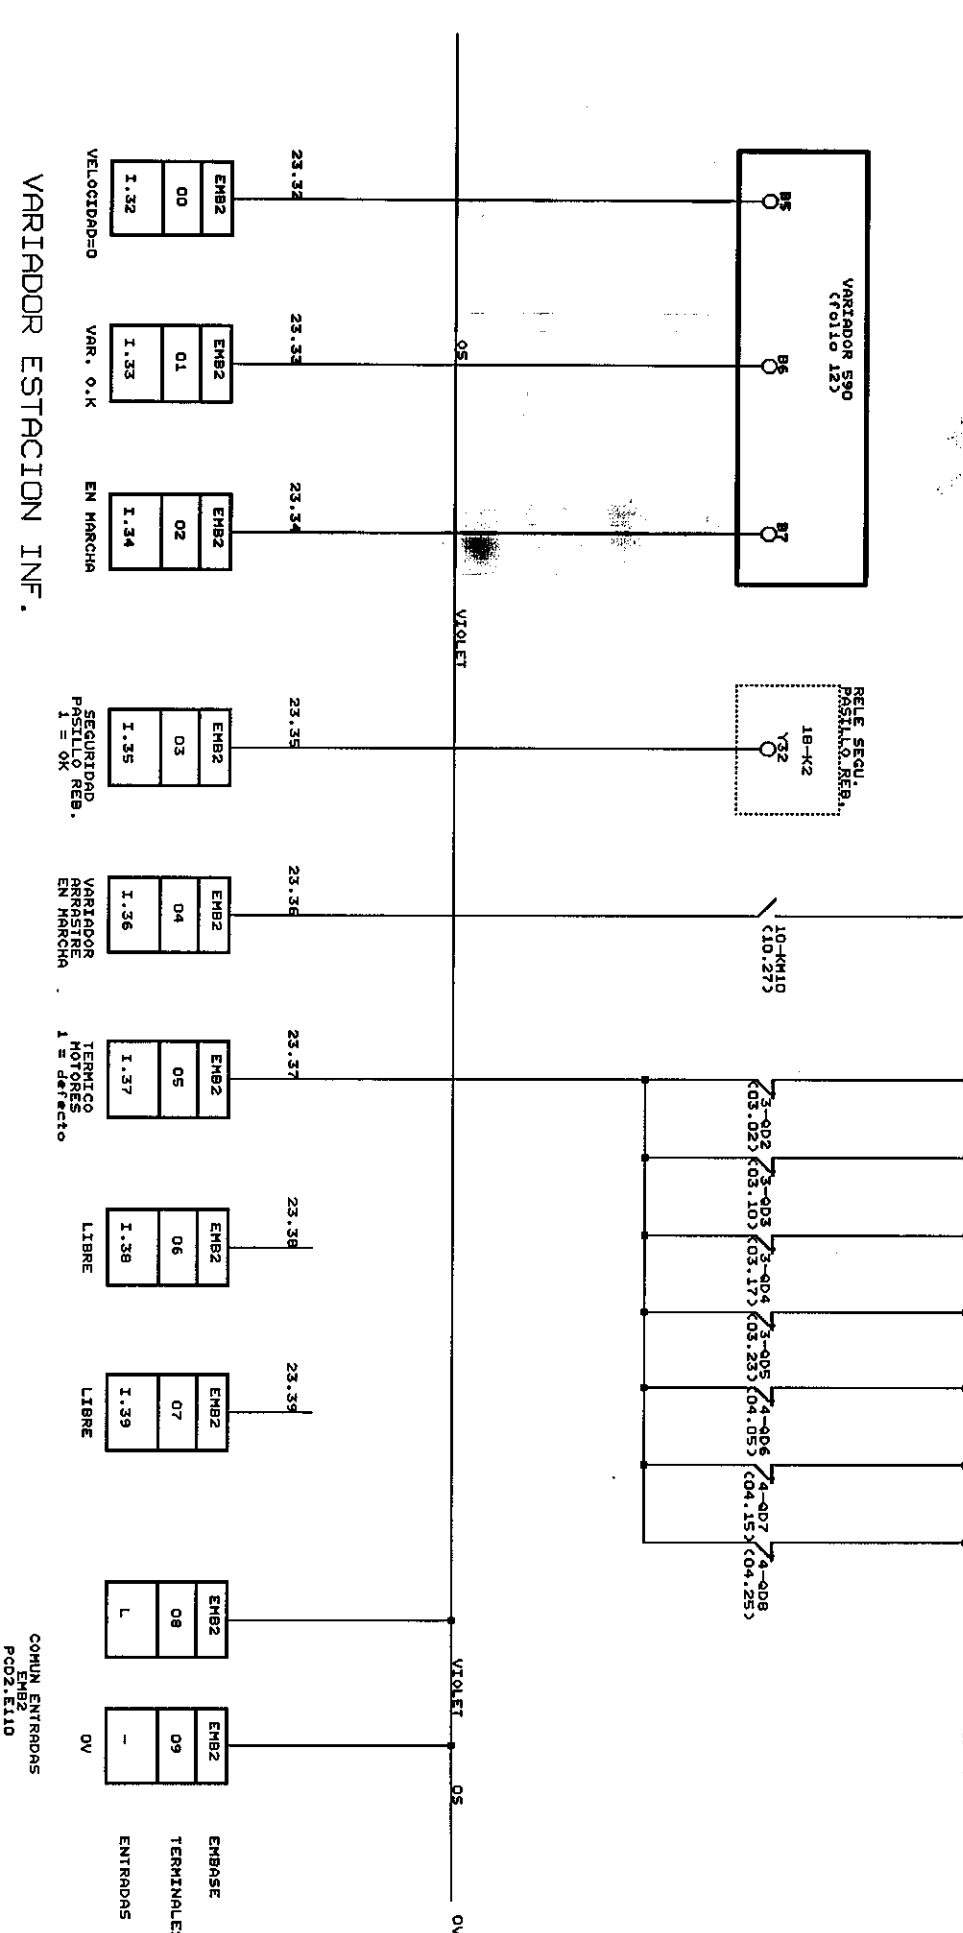 VARIADOR 590
(folio 12)
B5
B6
B7
RELE SEGU.
PASILLO REB.
18-K2
Y32
10-KM10
(10.27)
3-QD2
(03.02)
3-QD3
(03.10)
3-QD4
(03.17)
3-QD5
(03.23)
4-QD6
(04.05)
4-QD7
(04.15)
4-QD8
(04.25)
0S
VIOLET
VIOLET
0S
0V
23.32
23.33
23.34
23.35
23.36
23.37
23.38
23.39
EMB2
EMB2
EMB2
EMB2
EMB2
EMB2
EMB2
EMB2
EMB2
EMB2
EMBASE
00
01
02
03
04
05
06
07
08
09
TERMINALES
I.32
I.33
I.34
I.35
I.36
I.37
I.38
I.39
L
-
ENTRADAS
VELOCIDAD=0
VAR. O.K
EN MARCHA
SEGURIDAD
PASILLO REB.
1 = OK
VARIADOR
ARRASTRE
EN MARCHA
TERMICO
MOTORES
1 = defecto
LIBRE
LIBRE
0V
COMUN ENTRADAS
EMB2
PCD2.E110
VARIADOR ESTACION INF.